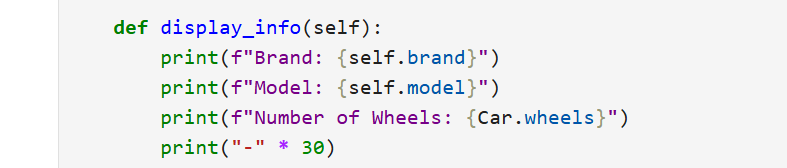 def display_info(self):
print(f"Brand: {self.brand}")
print(f"Model: {self.model}")
print(f"Number of Wheels: {Car.wheels}")
print("-" * 30)